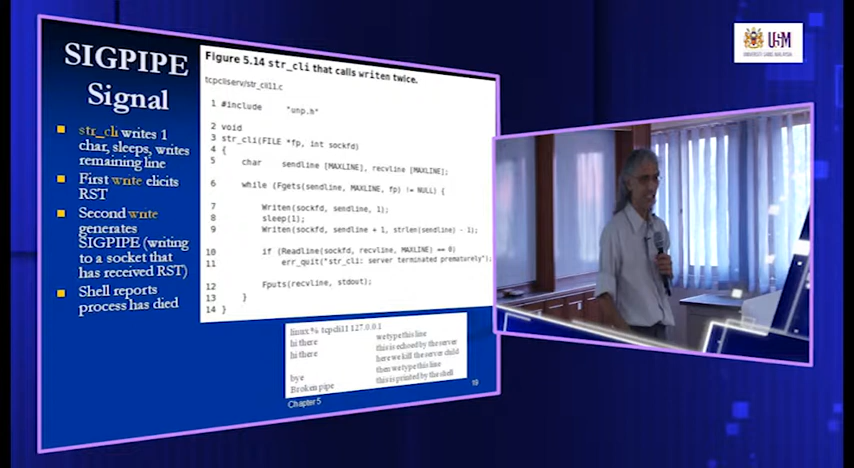 SIGPIPE
Signal
str_cli writes 1
char, sleeps, writes
remaining line
First write elicits
RST
Second write
generates
SIGPIPE (writing
to a socket that
has received RST)
Shell reports
process has died
Figure 5.14 str_cli that calls writen twice.
tcpcliserv/str_cli11.c
1 #include "unp.h"
2 void
3 str_cli(FILE *fp, int sockfd)
4 {
5 char sendline [MAXLINE], recvline [MAXLINE];
6 while (Fgets(sendline, MAXLINE, fp) != NULL) {
7 Writen(sockfd, sendline, 1);
8 sleep(1);
9 Writen(sockfd, sendline + 1, strlen(sendline) - 1);
10 if (Readline(sockfd, recvline, MAXLINE) == 0)
11 err_quit("str_cli: server terminated prematurely");
12 Fputs(recvline, stdout);
13 }
14 }
linux % tcpcli11 127.0.0.1
hi there we type this line
hi there this is echoed by the server
here we kill the server child
bye then we type this line
Broken pipe this is printed by the shell
Chapter 5
19
USM
UNIVERSITI SAINS MALAYSIA